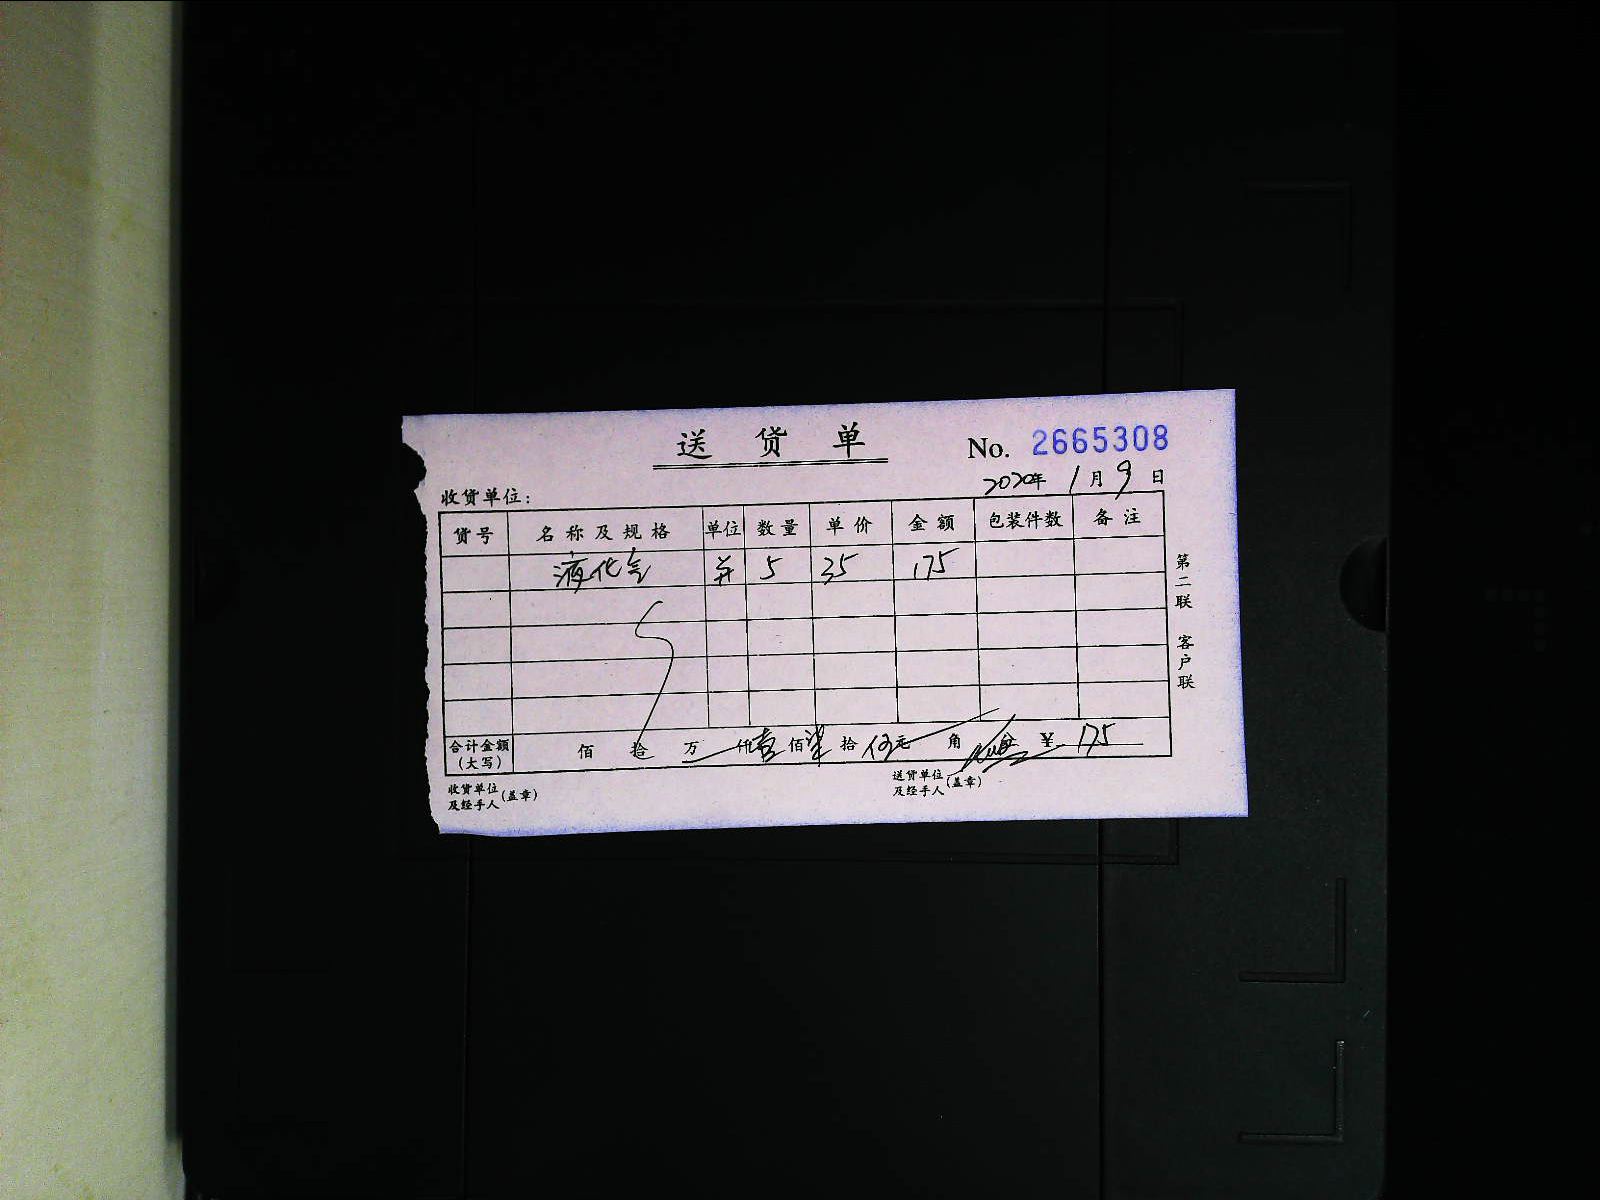 送货单 No. 2665308
收货单位： 2020年 1月 9日
货号 名称及规格 单位 数量 单价 金额 包装件数 备注
液化气 5 35 175
合计金额（大写） 佰 拾 万 仟 壹佰 柒拾 伍元 角 分 ¥ 175
收货单位及经手人（盖章） 送货单位及经手人（盖章）
第二联 客户联